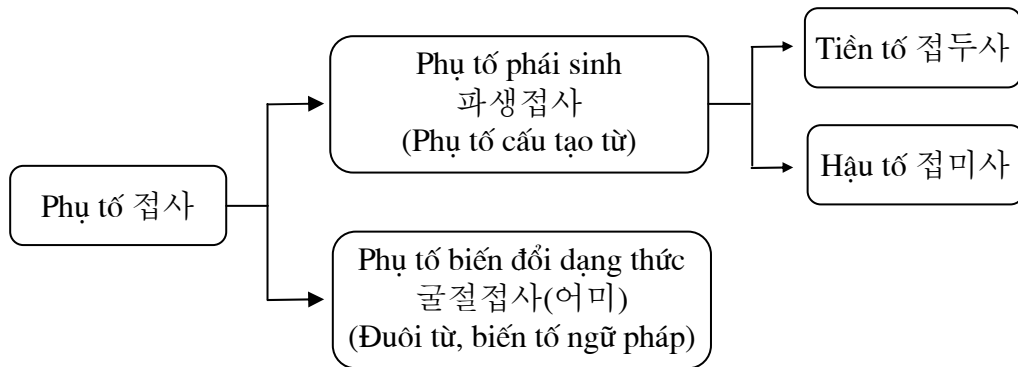 Phụ tố 접사
Phụ tố phái sinh
파생접사
(Phụ tố cấu tạo từ)
Tiền tố 접두사
Hậu tố 접미사
Phụ tố biến đổi dạng thức
굴절접사(어미)
(Đuôi từ, biến tố ngữ pháp)